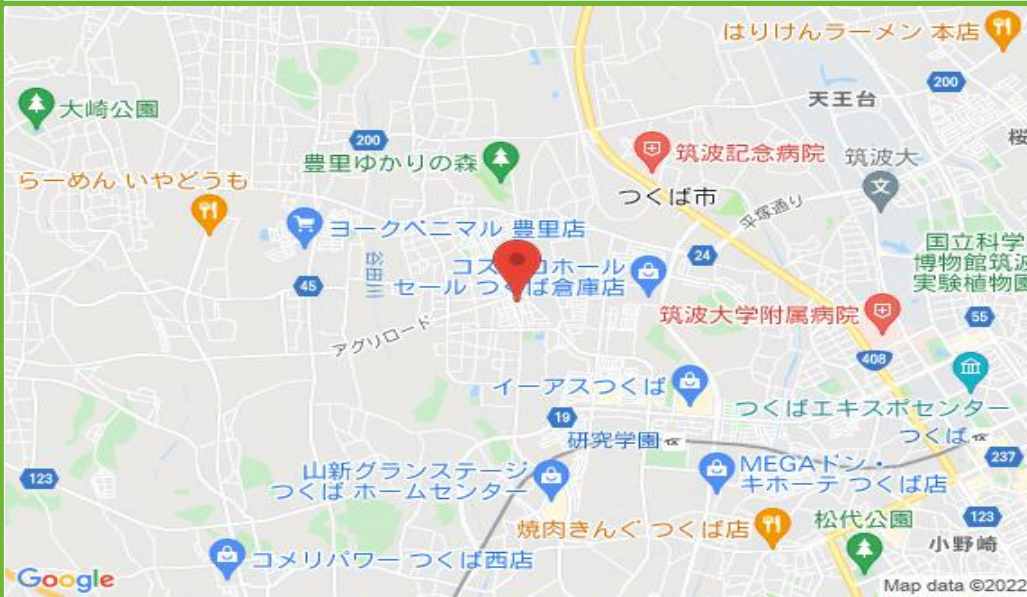 はりけんラーメン 本店
大崎公園
200
天王台
桜
200
豊里ゆかりの森
筑波記念病院
筑波大
らーめん いやどうも
つくば市
平塚通り
ヨークベニマル 豊里店
谷田川
コス
ロホール
セール つくば倉庫店
24
国立科学
博物館筑波
実験植物園
45
筑波大学附属病院
55
アグリロード
408
イーアスつくば
つくばエキスポセンター
19
研究学園
つくば
237
123
山新グランステージ
つくば ホームセンター
MEGAドン・
キホーテ つくば店
焼肉きんぐ つくば店
松代公園
123
小野崎
コメリパワー つくば西店
Google
Map data ©2022